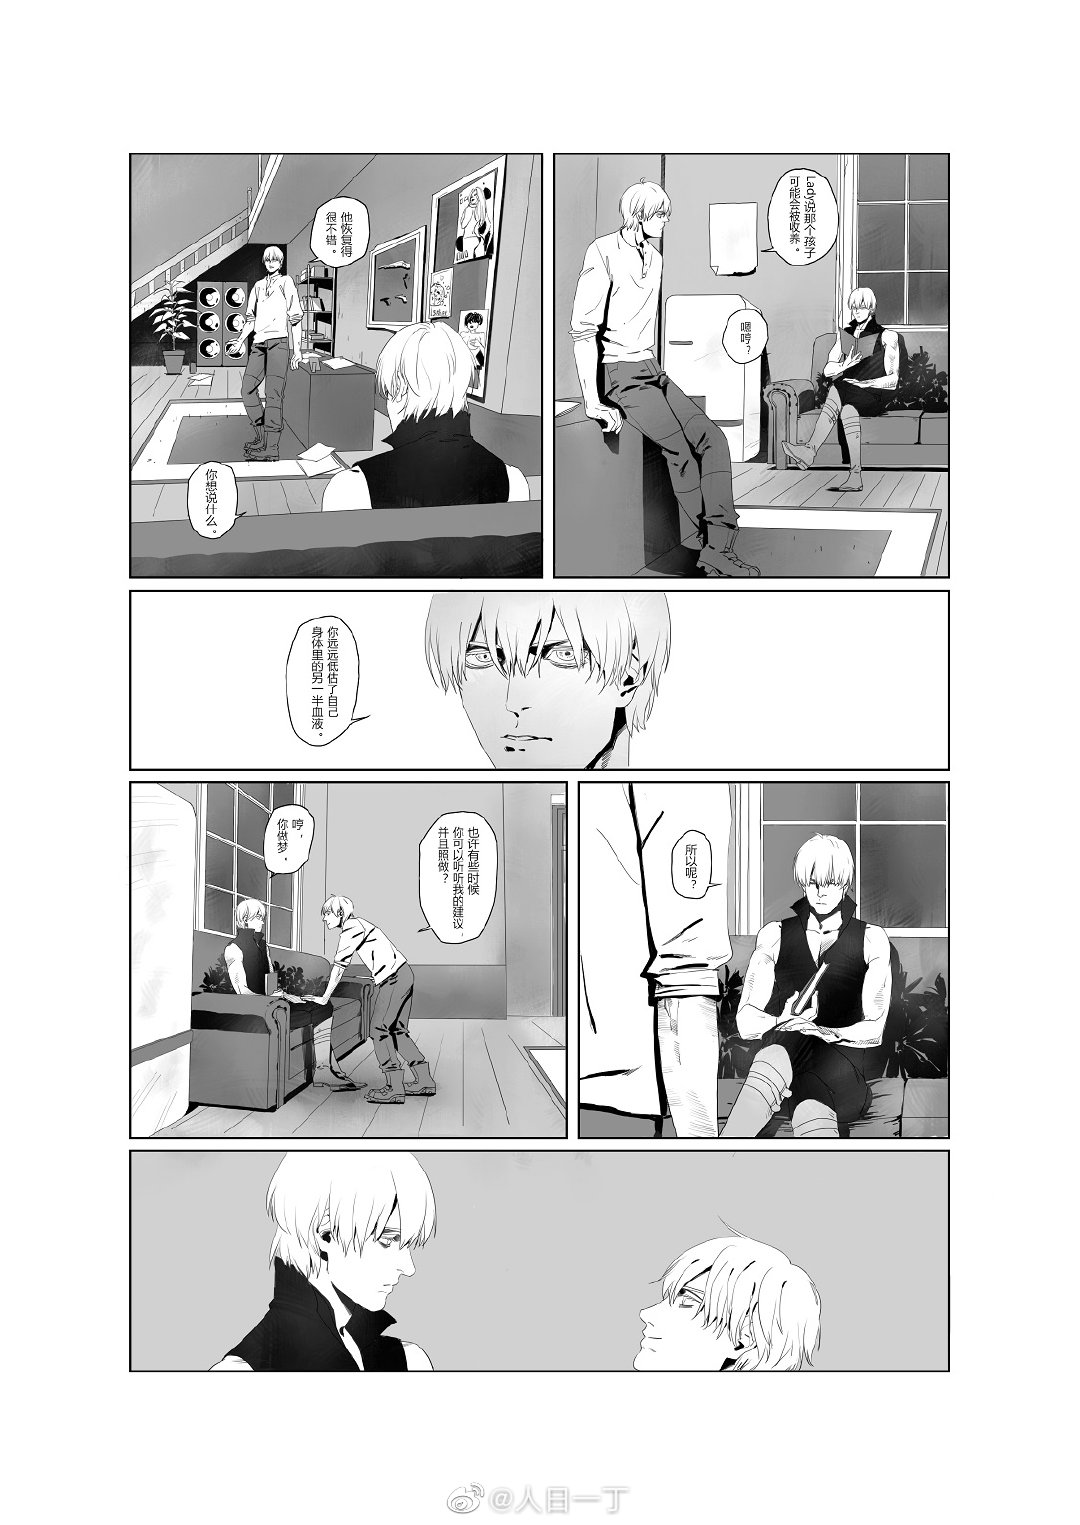 Lady说那个孩子
可能会被收养。
嗯哼？
他恢复得
很不错。
你想说什么。
你远远低估了自己
身体里的另一半血液。
所以呢？
也许有些时候
你可以听听我的建议，
并且照做？
哼，
你做梦。
@人日一丁